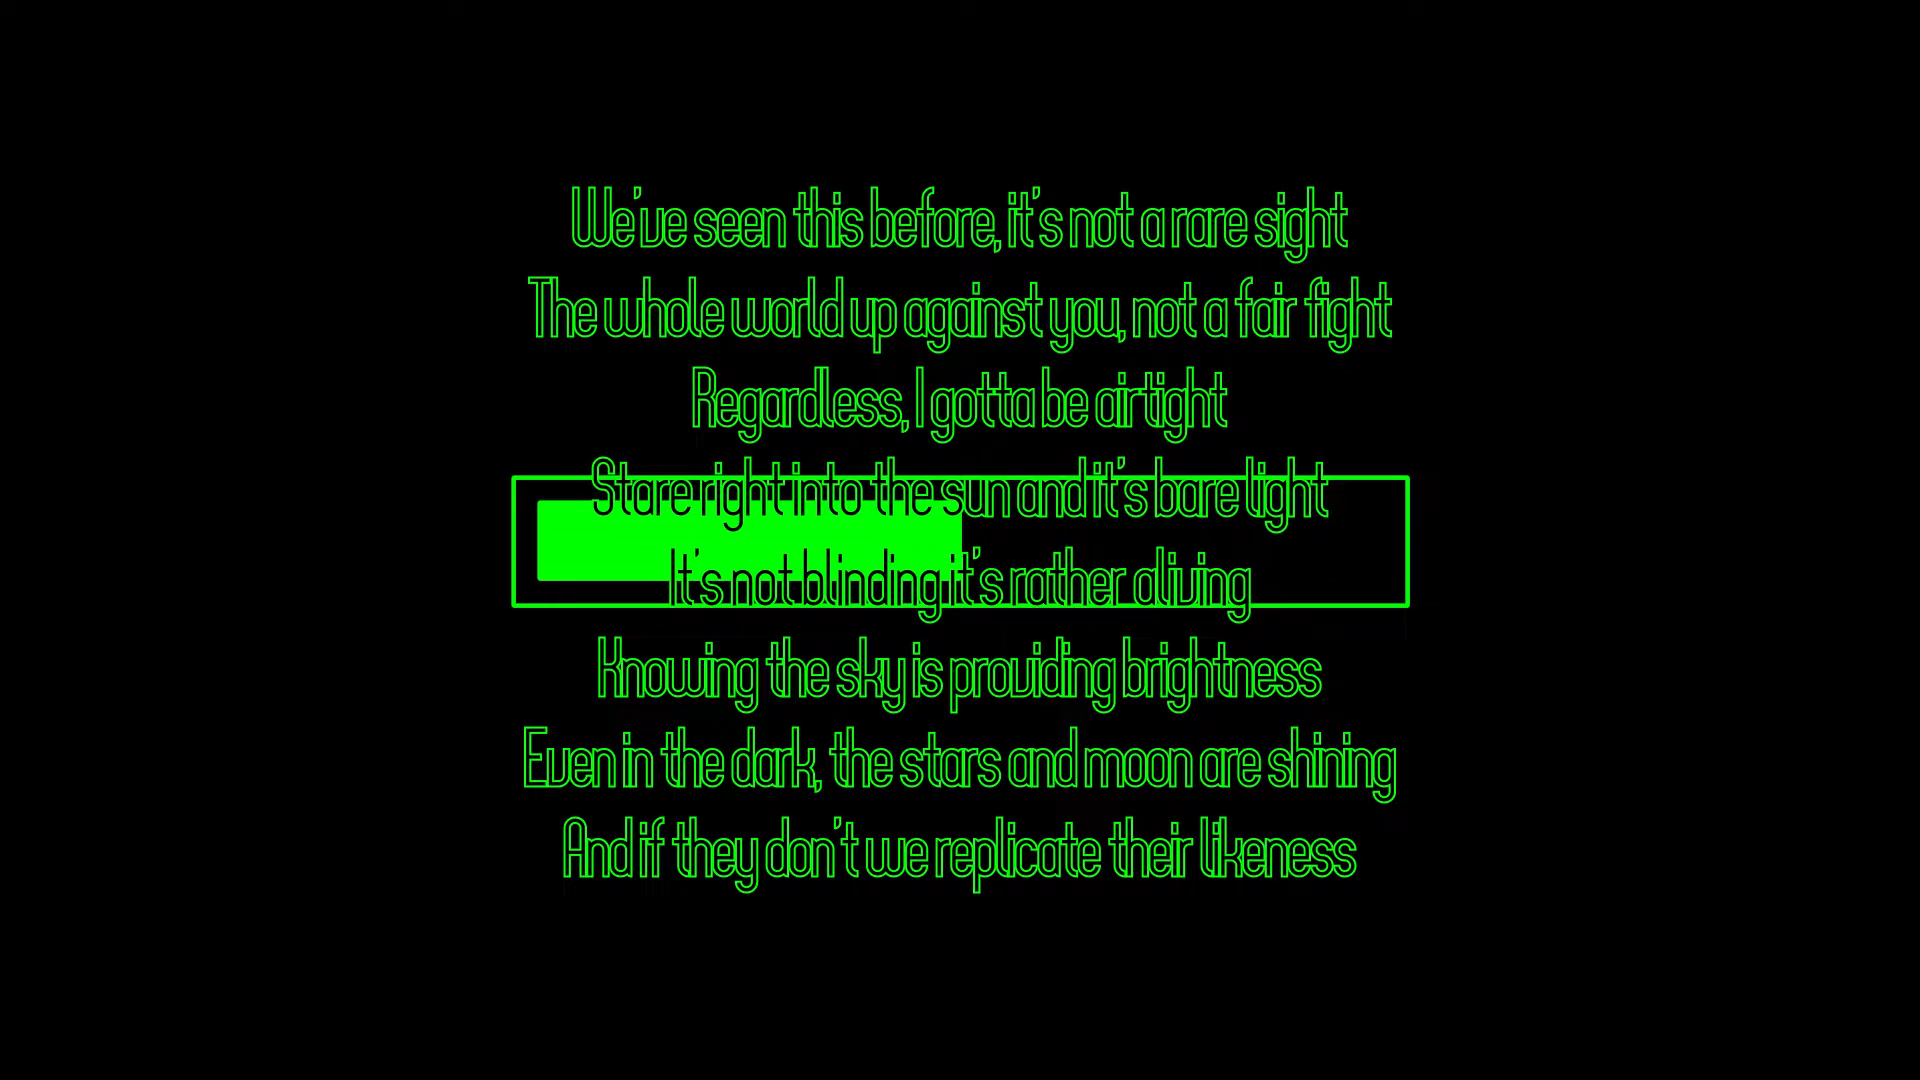 We've seen this before, it's not a rare sight
The whole world up against you, not a fair fight
Regardless, I gotta be airtight
Stare right into the sun and it's bare light
It's not blinding it's rather aliving
Knowing the sky is providing brightness
Even in the dark, the stars and moon are shining
And if they don't we replicate their likeness